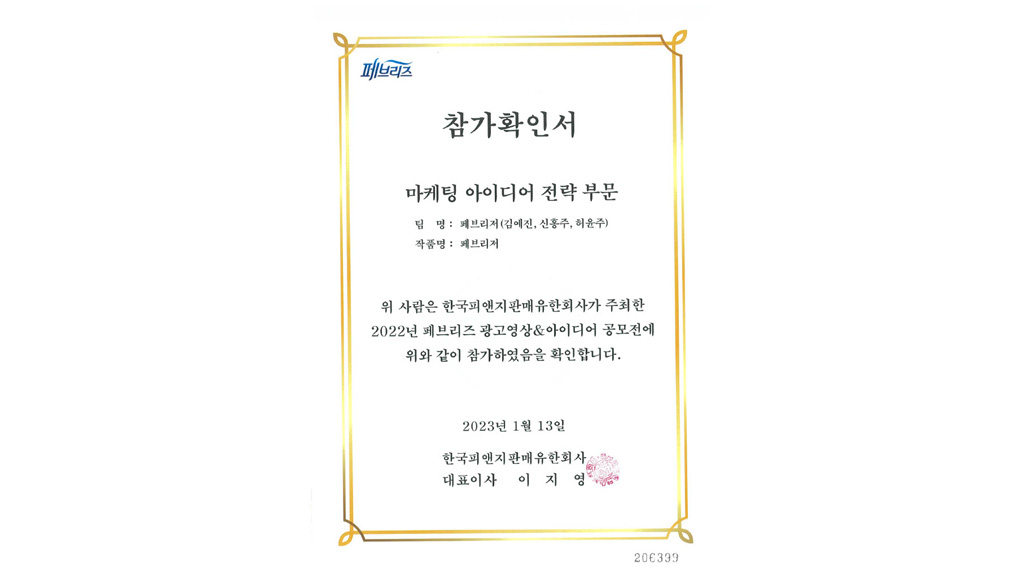 페브리즈
참가확인서
마케팅 아이디어 전략 부문
팀 명 : 페브리저(김예진, 신홍주, 허윤주)
작품명 : 페브리저
위 사람은 한국피앤지판매유한회사가 주최한
2022년 페브리즈 광고영상&아이디어 공모전에
위와 같이 참가하였음을 확인합니다.
2023년 1월 13일
한국피앤지판매유한회사
대표이사 이 지 영